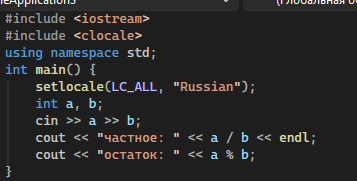 #include <iostream>
#include <clocale>
using namespace std;
int main() {
    setlocale(LC_ALL, "Russian");
    int a, b;
    cin >> a >> b;
    cout << "частное: " << a / b << endl;
    cout << "остаток: " << a % b;
}